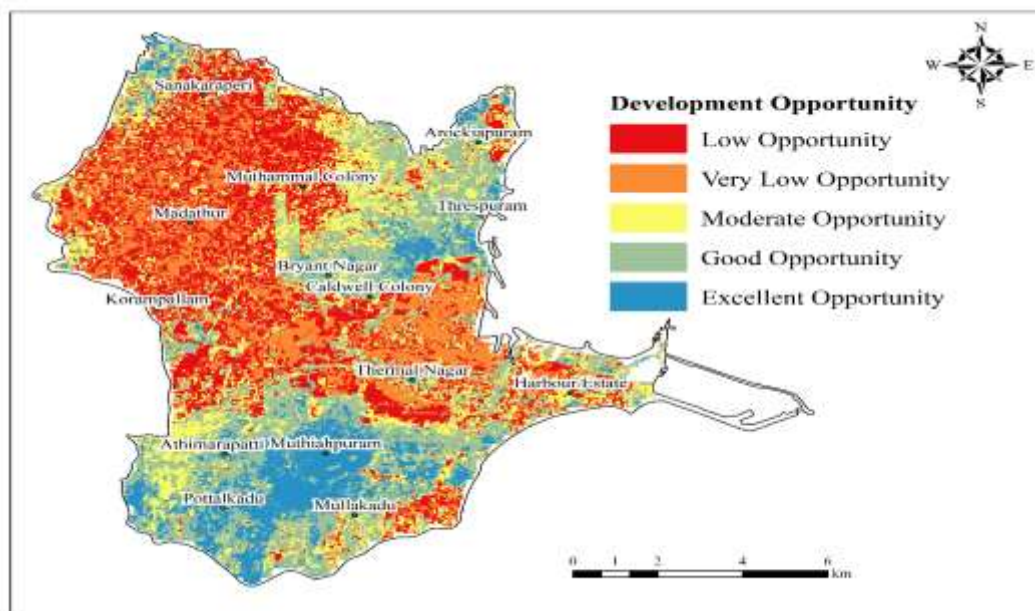 N
W E
S
Development Opportunity
Low Opportunity
Very Low Opportunity
Moderate Opportunity
Good Opportunity
Excellent Opportunity
Sanakaraperi
Arockiapuram
Muthammal Colony
Madathur
Threspuram
Bryant Nagar
Caldwell Colony
Korampallam
Thermal Nagar
Harbour Estate
Athimarapatti
Muthiahpuram
Pottalkadu
Mullakadu
0 1 2 4 6
km